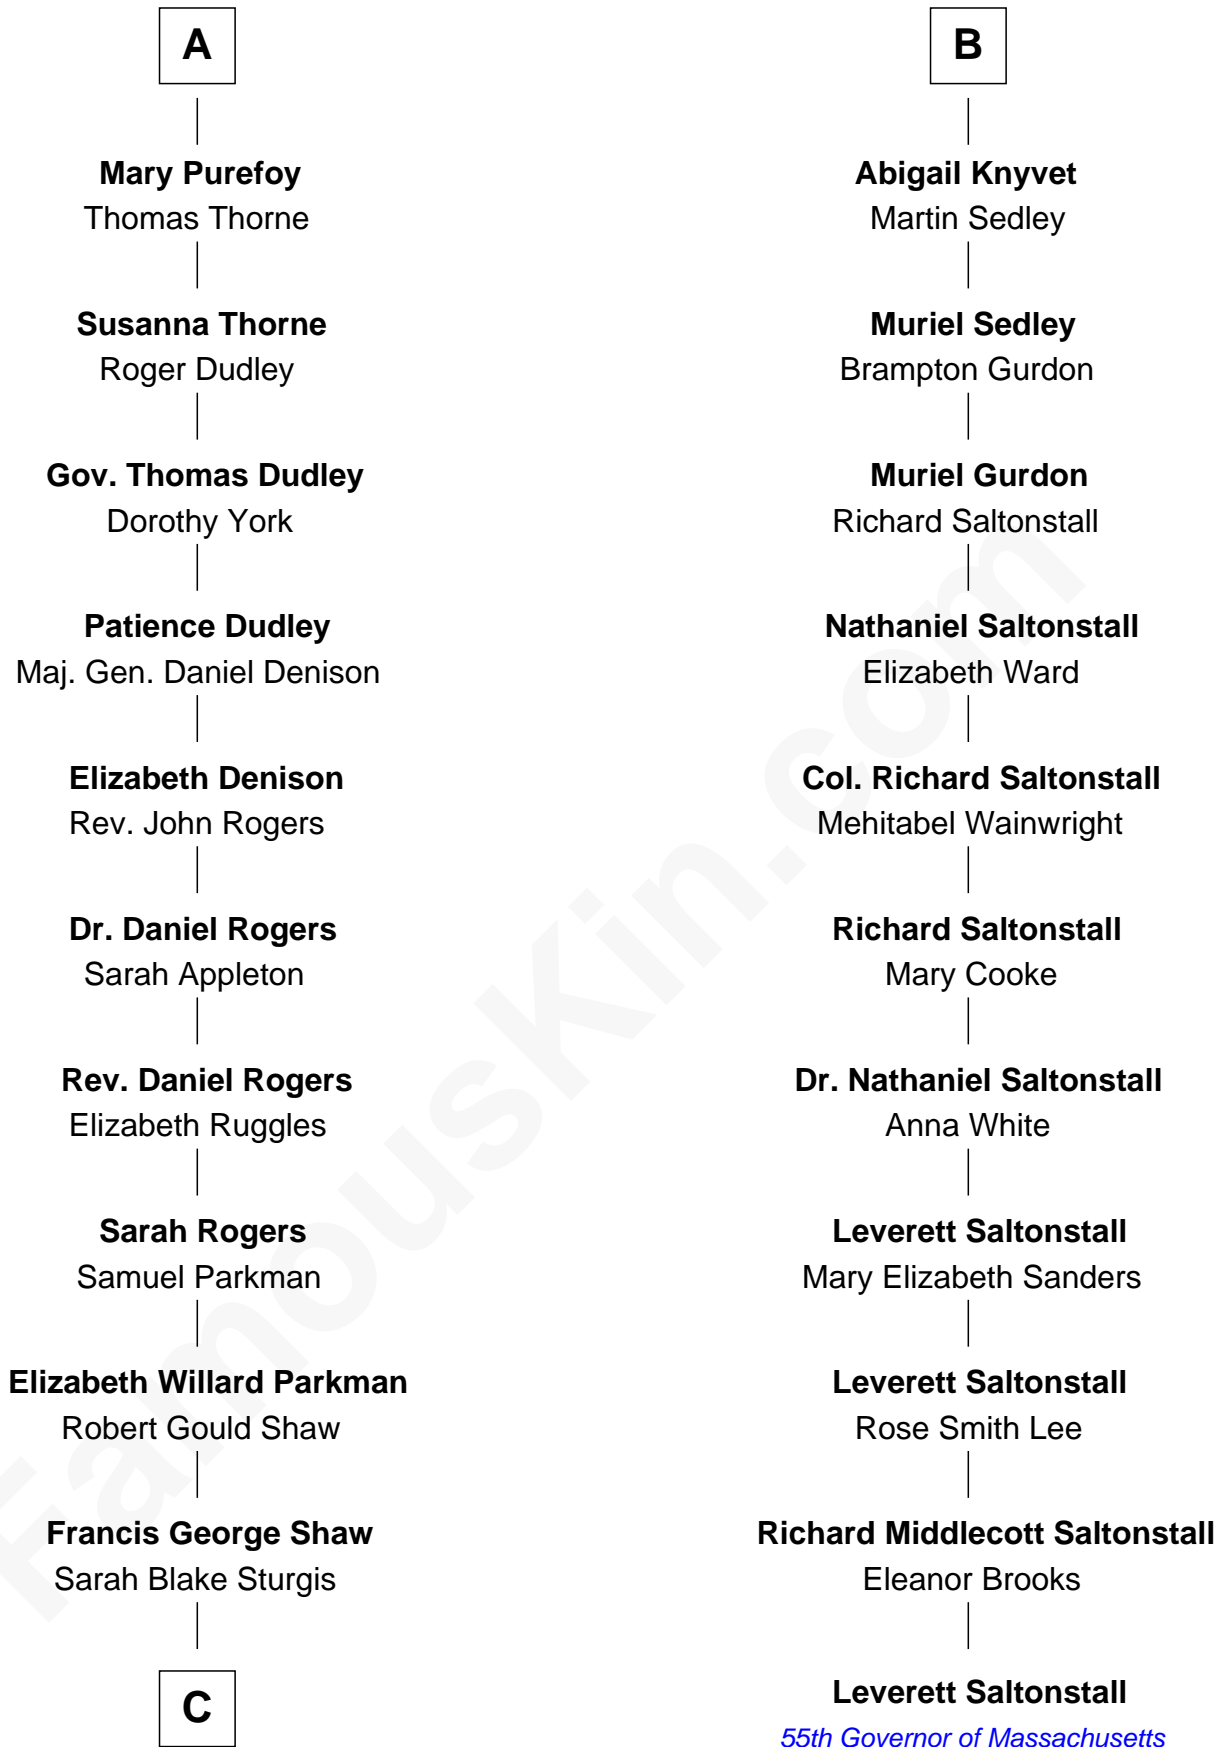 A
Mary Purefoy
Thomas Thorne
Susanna Thorne
Roger Dudley
Gov. Thomas Dudley
Dorothy York
Patience Dudley
Maj. Gen. Daniel Denison
Elizabeth Denison
Rev. John Rogers
Dr. Daniel Rogers
Sarah Appleton
Rev. Daniel Rogers
Elizabeth Ruggles
Sarah Rogers
Samuel Parkman
Elizabeth Willard Parkman
Robert Gould Shaw
Francis George Shaw
Sarah Blake Sturgis
C
B
Abigail Knyvet
Martin Sedley
Muriel Sedley
Brampton Gurdon
Muriel Gurdon
Richard Saltonstall
Nathaniel Saltonstall
Elizabeth Ward
Col. Richard Saltonstall
Mehitabel Wainwright
Richard Saltonstall
Mary Cooke
Dr. Nathaniel Saltonstall
Anna White
Leverett Saltonstall
Mary Elizabeth Sanders
Leverett Saltonstall
Rose Smith Lee
Richard Middlecott Saltonstall
Eleanor Brooks
Leverett Saltonstall
55th Governor of Massachusetts
FamousKin.com